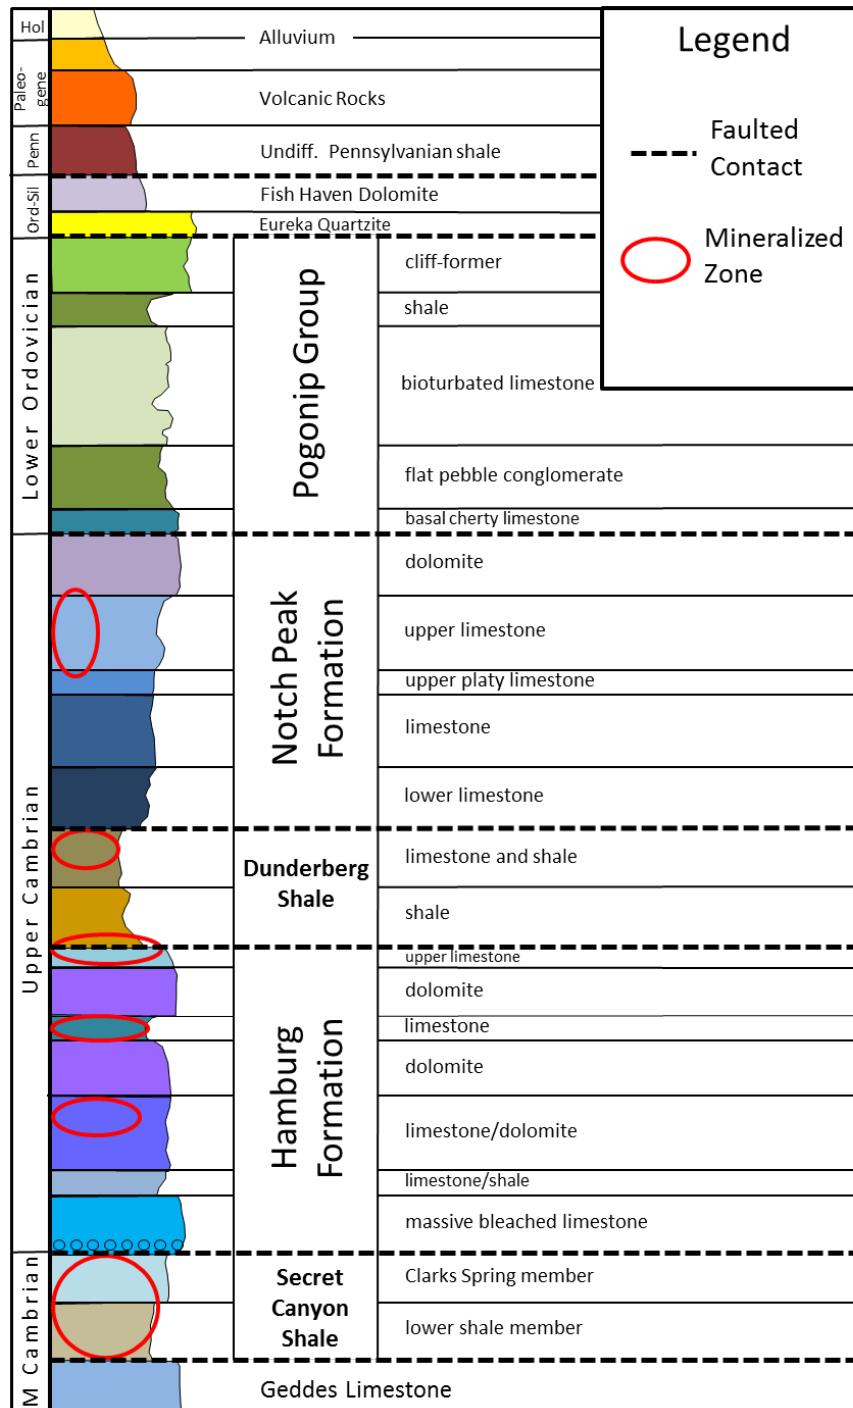 Hol
Alluvium
Paleo-
gene
Volcanic Rocks
Penn
Undiff. Pennsylvanian shale
Ord-Sil
Fish Haven Dolomite
Eureka Quartzite
Legend
Faulted
Contact
Mineralized
Zone
Lower Ordovician
Pogonip Group
cliff-former
shale
bioturbated limestone
flat pebble conglomerate
basal cherty limestone
Upper Cambrian
Notch Peak
Formation
dolomite
upper limestone
upper platy limestone
limestone
lower limestone
Dunderberg
Shale
limestone and shale
shale
Hamburg
Formation
upper limestone
dolomite
limestone
dolomite
limestone/dolomite
limestone/shale
massive bleached limestone
M Cambrian
Secret
Canyon
Shale
Clarks Spring member
lower shale member
Geddes Limestone